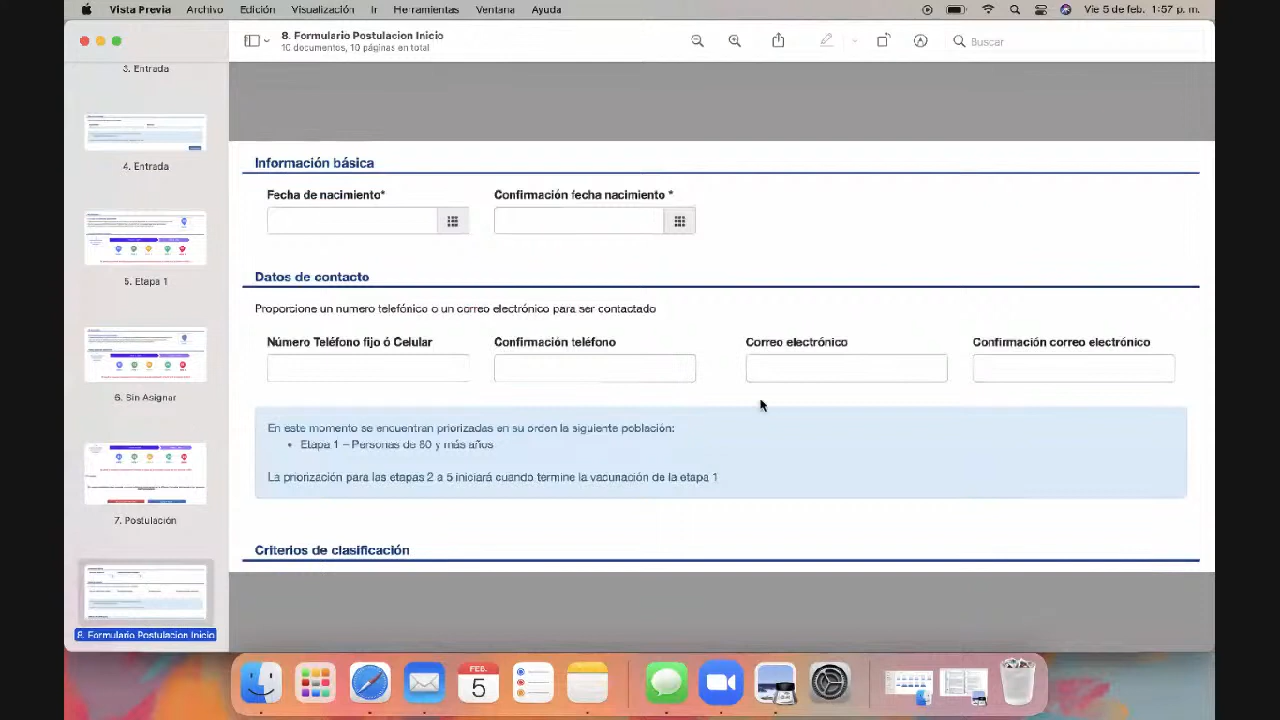 Vista Previa Archivo Edición Visualización Ir Herramientas Ventana Ayuda Vie 5 de feb. 1:57 p. m.
8. Formulario Postulacion Inicio
10 documentos, 10 páginas en total
Buscar
3. Entrada
4. Entrada
5. Etapa 1
6. Sin Asignar
7. Postulación
8. Formulario Postulacion Inicio
Información básica
Fecha de nacimiento* Confirmación fecha nacimiento *
Datos de contacto
Proporcione un numero telefónico o un correo electrónico para ser contactado
Número Teléfono fijo ó Celular Confirmación teléfono Correo electrónico Confirmación correo electrónico
En este momento se encuentran priorizadas en su orden la siguiente población:
• Etapa 1 – Personas de 80 y más años
La priorización para las etapas 2 a 5 iniciará cuando termine la vacunación de la etapa 1
Criterios de clasificación
FEB.
5